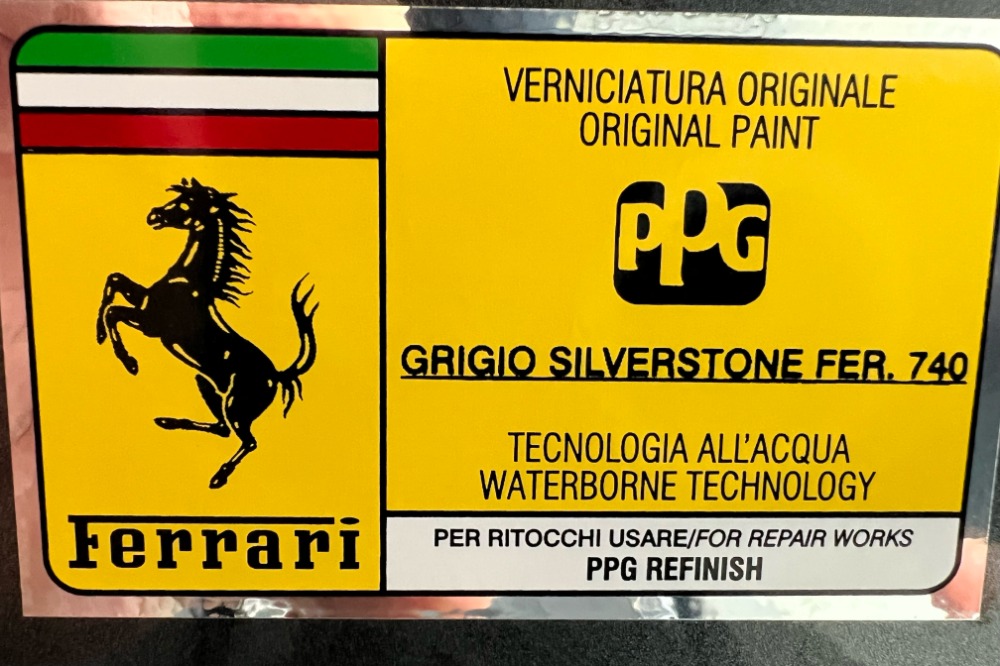 VERNICIATURA ORIGINALE
ORIGINAL PAINT
PPG
GRIGIO SILVERSTONE FER. 740
TECNOLOGIA ALL'ACQUA
WATERBORNE TECHNOLOGY
Ferrari
PER RITOCCHI USARE/FOR REPAIR WORKS
PPG REFINISH